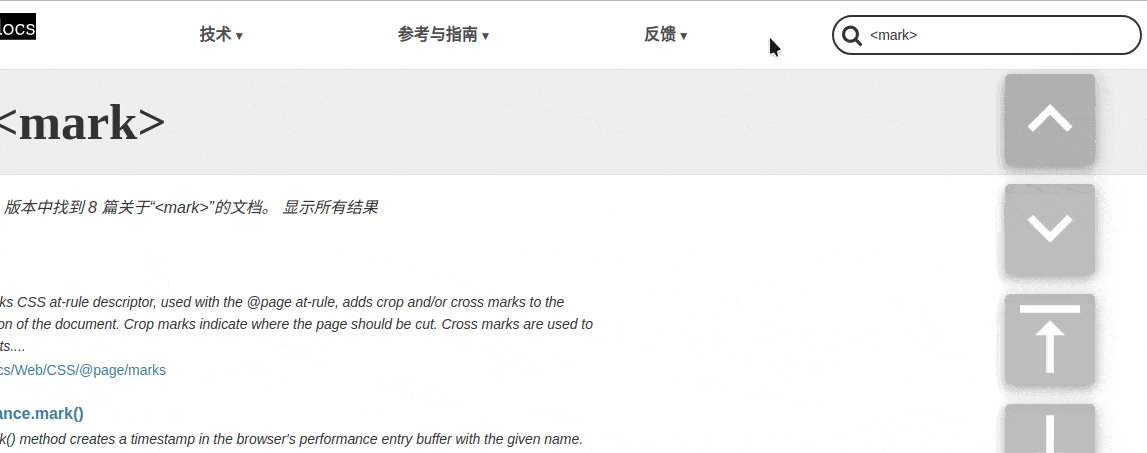 docs
技术 ▾
参考与指南 ▾
反馈 ▾
<mark>
<mark>
版本中找到 8 篇关于“<mark>”的文档。 显示所有结果
ks CSS at-rule descriptor, used with the @page at-rule, adds crop and/or cross marks to the
on of the document. Crop marks indicate where the page should be cut. Cross marks are used to
ts....
cs/Web/CSS/@page/marks
ance.mark()
k() method creates a timestamp in the browser's performance entry buffer with the given name.